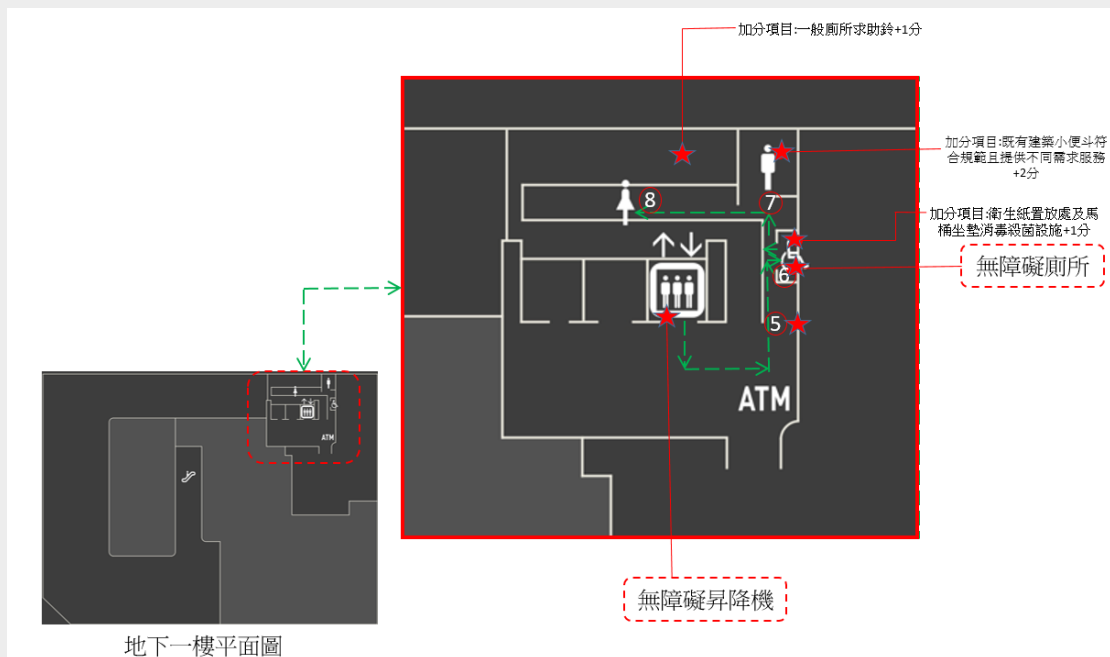 加分項目:一般廁所求助鈴+1分
加分項目:既有建築小便斗符
合規範且提供不同需求服務
+2分
加分項目:衛生紙置放處及馬
桶坐墊消毒殺菌設施+1分
無障礙廁所
8
7
6
5
ATM
ATM
無障礙昇降機
地下一樓平面圖